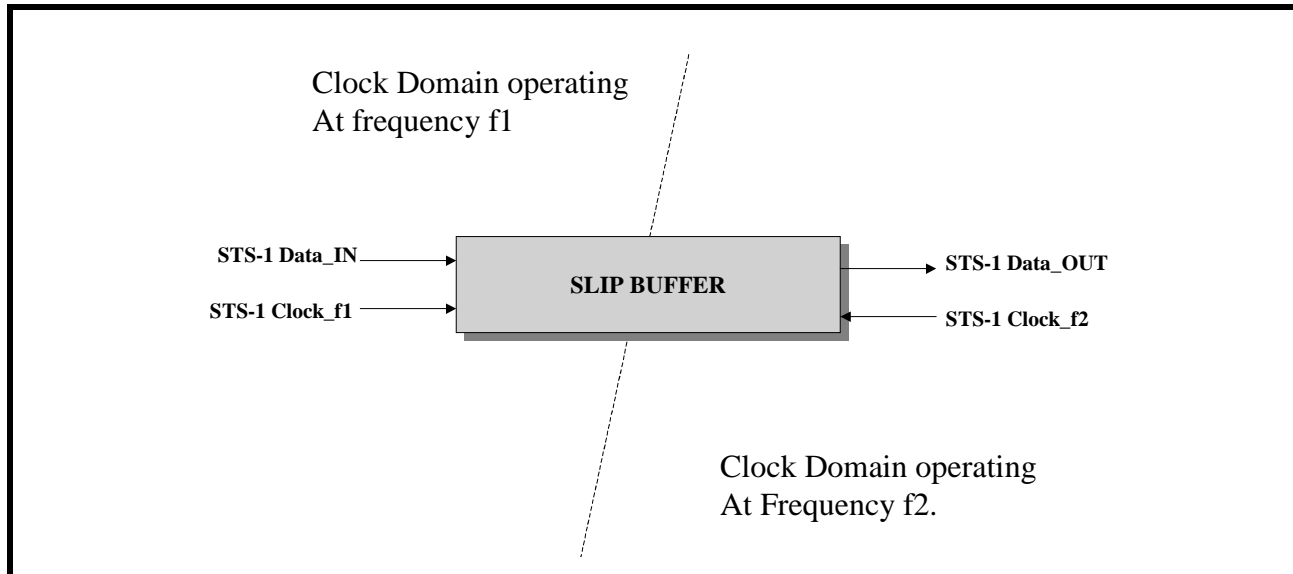 Clock Domain operating
At frequency f1
STS-1 Data_IN
STS-1 Clock_f1
SLIP BUFFER
STS-1 Data_OUT
STS-1 Clock_f2
Clock Domain operating
At Frequency f2.